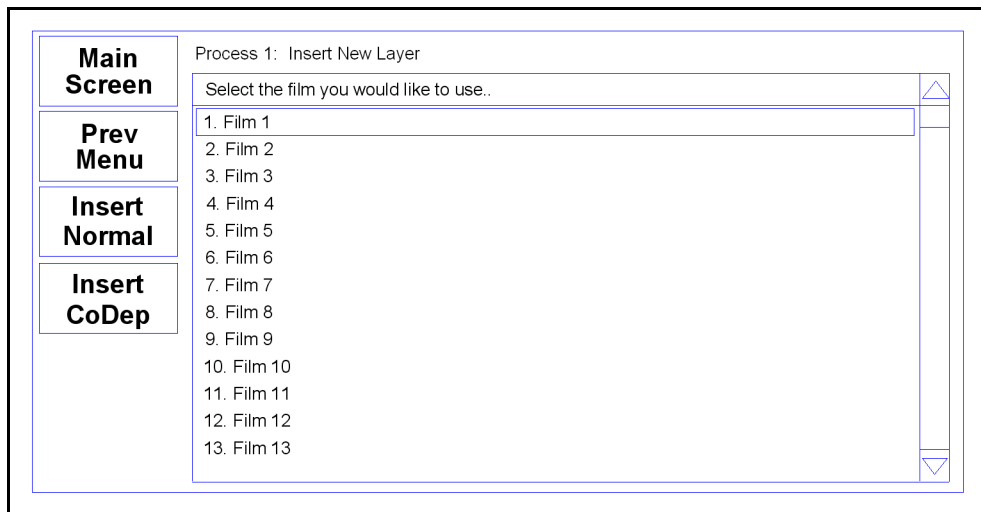 Main
Screen
Prev
Menu
Insert
Normal
Insert
CoDep
Process 1: Insert New Layer
Select the film you would like to use..
1. Film 1
2. Film 2
3. Film 3
4. Film 4
5. Film 5
6. Film 6
7. Film 7
8. Film 8
9. Film 9
10. Film 10
11. Film 11
12. Film 12
13. Film 13